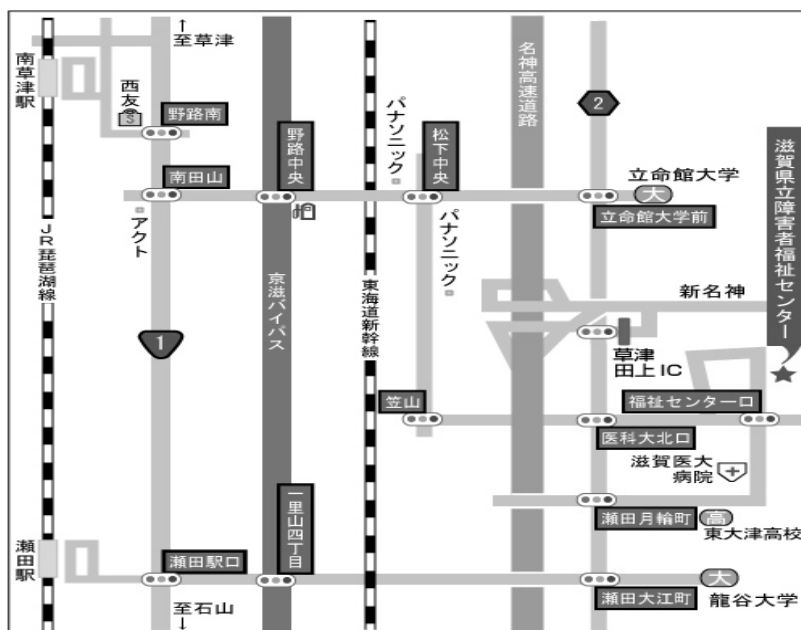 ↑
至草津
南草津駅
西友
S
野路南
南田山
アクト
野路中央
パナソニック
松下中央
パナソニック
名神高速道路
2
立命館大学
大
立命館大学前
滋賀県立障害者福祉センター
JR琵琶湖線
1
京滋バイパス
東海道新幹線
新名神
草津
田上IC
笠山
福祉センター口
医科大北口
滋賀医大
病院
瀬田月輪町
高
東大津高校
一里山四丁目
瀬田駅
瀬田駅口
大
瀬田大江町
龍谷大学
至石山
↓